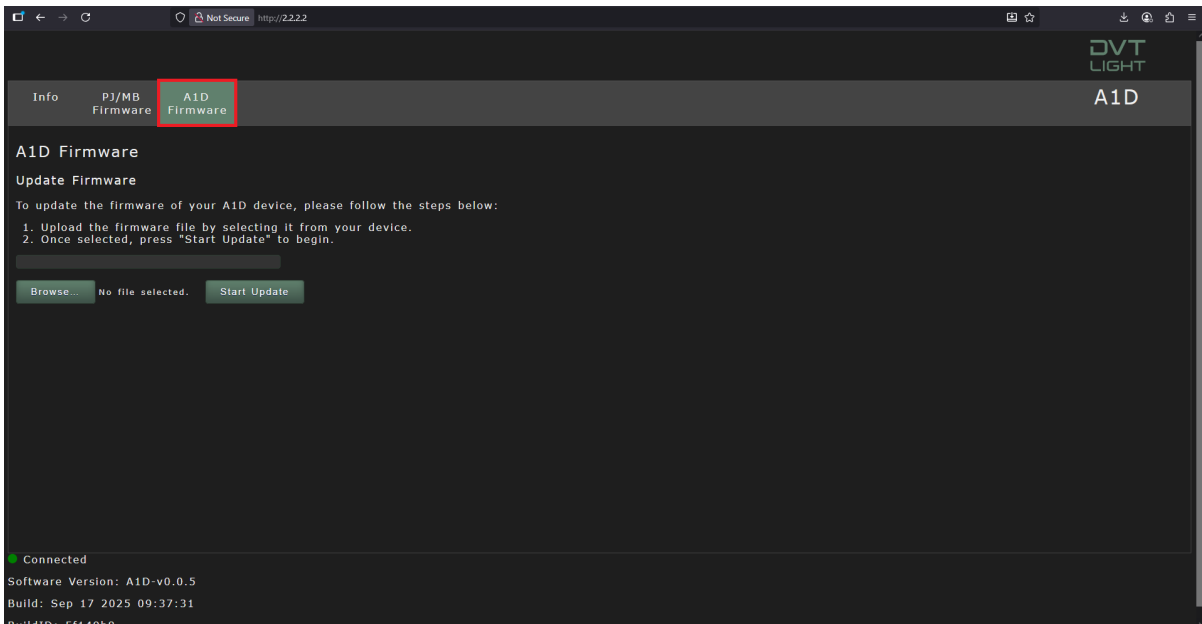 Not Secure http://2.2.2.2
DVT
LIGHT
Info
PJ/MB
Firmware
A1D
Firmware
A1D
A1D Firmware
Update Firmware
To update the firmware of your A1D device, please follow the steps below:
1. Upload the firmware file by selecting it from your device.
2. Once selected, press "Start Update" to begin.
Browse... No file selected. Start Update
Connected
Software Version: A1D-v0.0.5
Build: Sep 17 2025 09:37:31